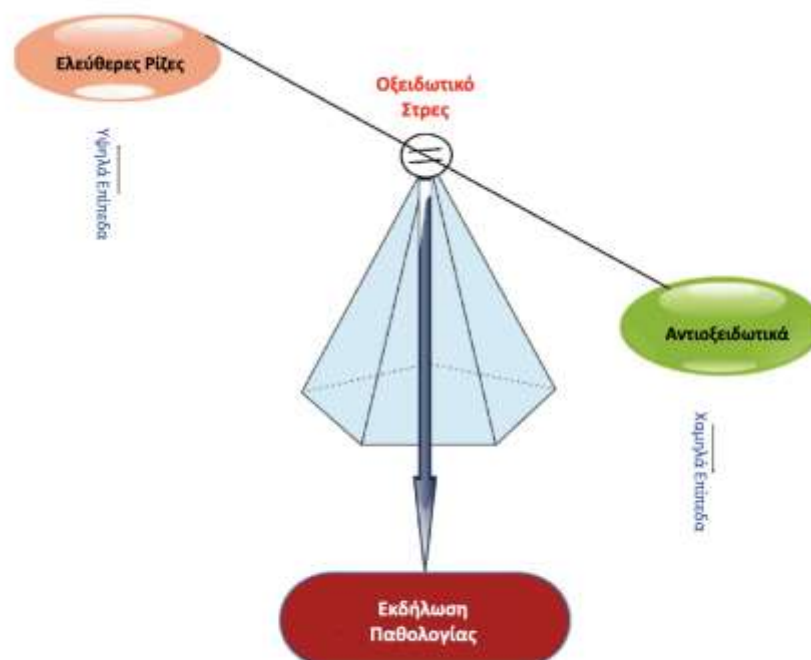 Ελεύθερες Ρίζες
Οξειδωτικό
Στρες
Υψηλά Επίπεδα
Αντιοξειδωτικά
Χαμηλά Επίπεδα
Εκδήλωση
Παθολογίας